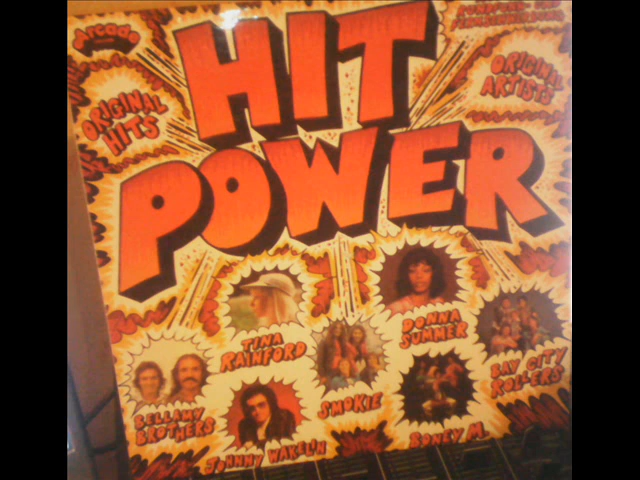 Arcade
ORIGINAL
HITS
HIT
POWER
ORIGINAL
ARTISTS
TINA
RAINFORD
DONNA
SUMMER
BELLAMY
BROTHERS
JOHNNY WAKELIN
SMOKIE
BONEY M.
BAY CITY
ROLLERS